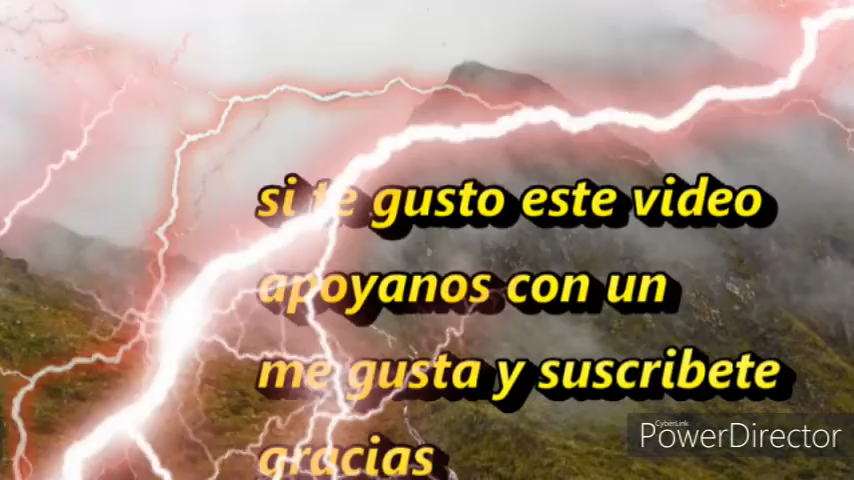 si te gusto este video
apoyanos con un
me gusta y suscribete
gracias
CyberLink
PowerDirector